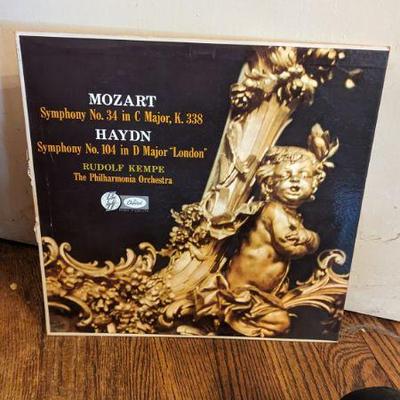 MOZART
Symphony No. 34 in C Major, K. 338
HAYDN
Symphony No. 104 in D Major "London"
RUDOLF KEMPE
The Philharmonia Orchestra
Capitol